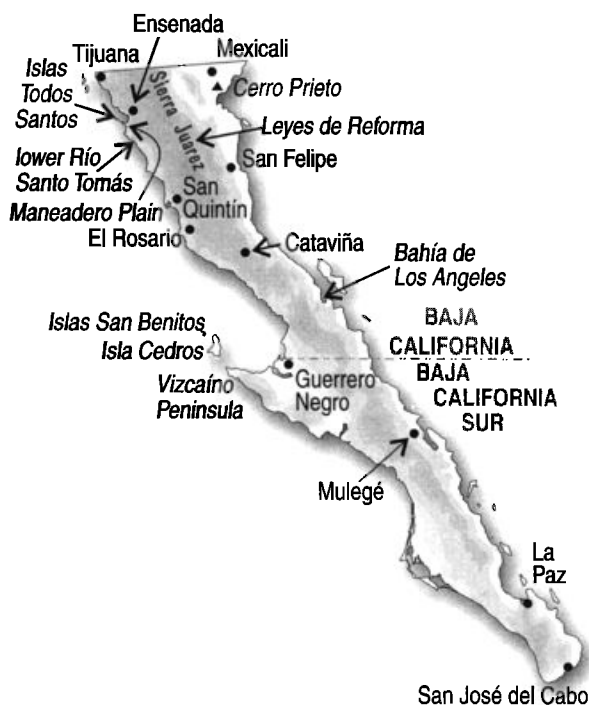 Ensenada
Tijuana
Mexicali
Islas
Todos
Santos
Cerro Prieto
Sierra Juarez
Leyes de Reforma
lower Río
Santo Tomás
San Felipe
Maneadero Plain
San
Quintín
El Rosario
Cataviña
Bahía de
Los Angeles
Islas San Benitos
Isla Cedros
BAJA
CALIFORNIA
BAJA
CALIFORNIA
SUR
Vizcaíno
Peninsula
Guerrero
Negro
Mulegé
La
Paz
San José del Cabo